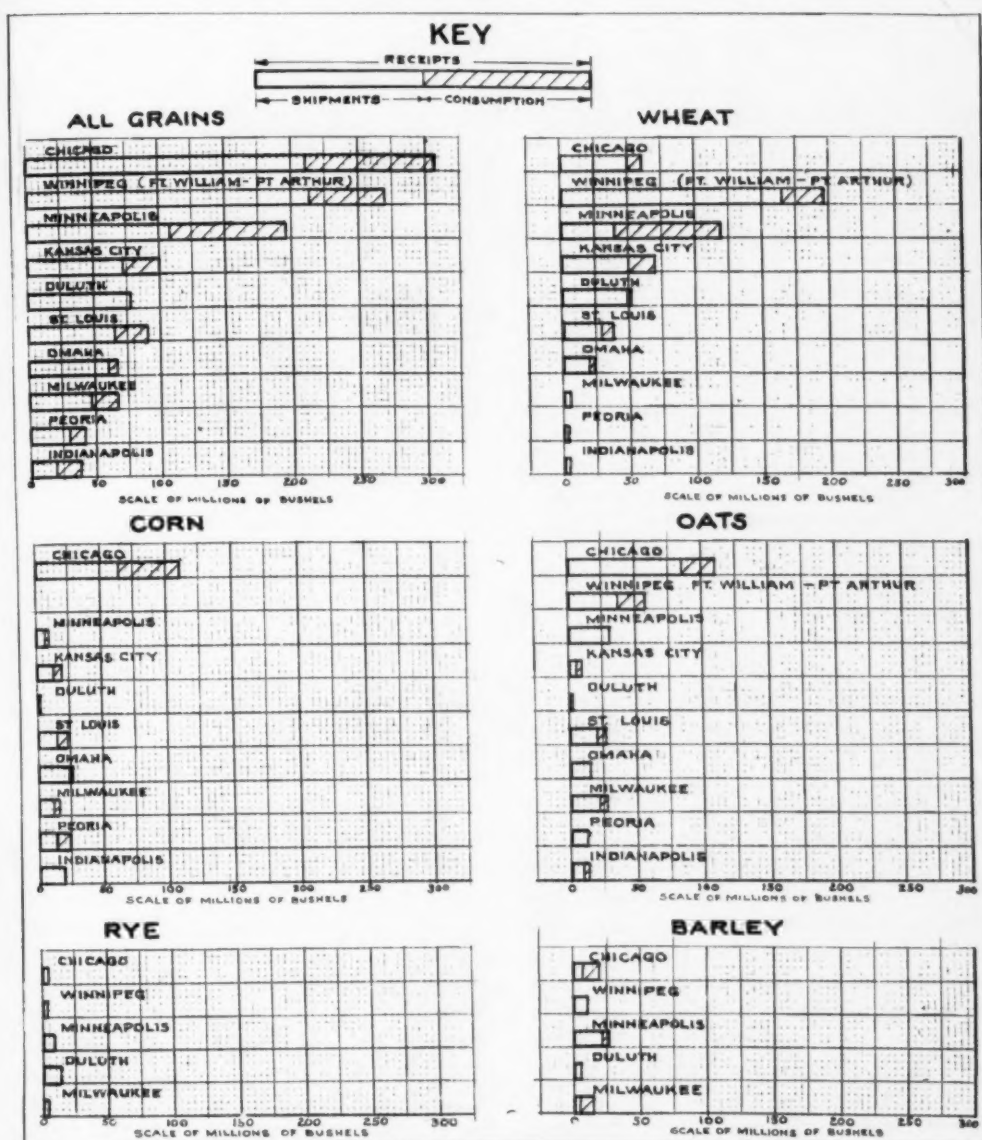 KEY
RECEIPTS
SHIPMENTS CONSUMPTION
ALL GRAINS
CHICAGO
WINNIPEG (FT. WILLIAM - PT ARTHUR)
MINNEAPOLIS
KANSAS CITY
DULUTH
ST. LOUIS
OMAHA
MILWAUKEE
PEORIA
INDIANAPOLIS
0 50 100 150 200 250 300
SCALE OF MILLIONS OF BUSHELS
WHEAT
CHICAGO
WINNIPEG (FT. WILLIAM - PT ARTHUR)
MINNEAPOLIS
KANSAS CITY
DULUTH
ST. LOUIS
OMAHA
MILWAUKEE
PEORIA
INDIANAPOLIS
0 50 100 150 200 250 300
SCALE OF MILLIONS OF BUSHELS
CORN
CHICAGO
MINNEAPOLIS
KANSAS CITY
DULUTH
ST LOUIS
OMAHA
MILWAUKEE
PEORIA
INDIANAPOLIS
0 50 100 150 200 250 300
SCALE OF MILLIONS OF BUSHELS
OATS
CHICAGO
WINNIPEG FT. WILLIAM - PT ARTHUR
MINNEAPOLIS
KANSAS CITY
DULUTH
ST. LOUIS
OMAHA
MILWAUKEE
PEORIA
INDIANAPOLIS
0 50 100 150 200 250 300
SCALE OF MILLIONS OF BUSHELS
RYE
CHICAGO
WINNIPEG
MINNEAPOLIS
DULUTH
MILWAUKEE
0 50 100 150 200 250 300
SCALE OF MILLIONS OF BUSHELS
BARLEY
CHICAGO
WINNIPEG
MINNEAPOLIS
DULUTH
MILWAUKEE
0 50 100 150 200 250 300
SCALE OF MILLIONS OF BUSHELS